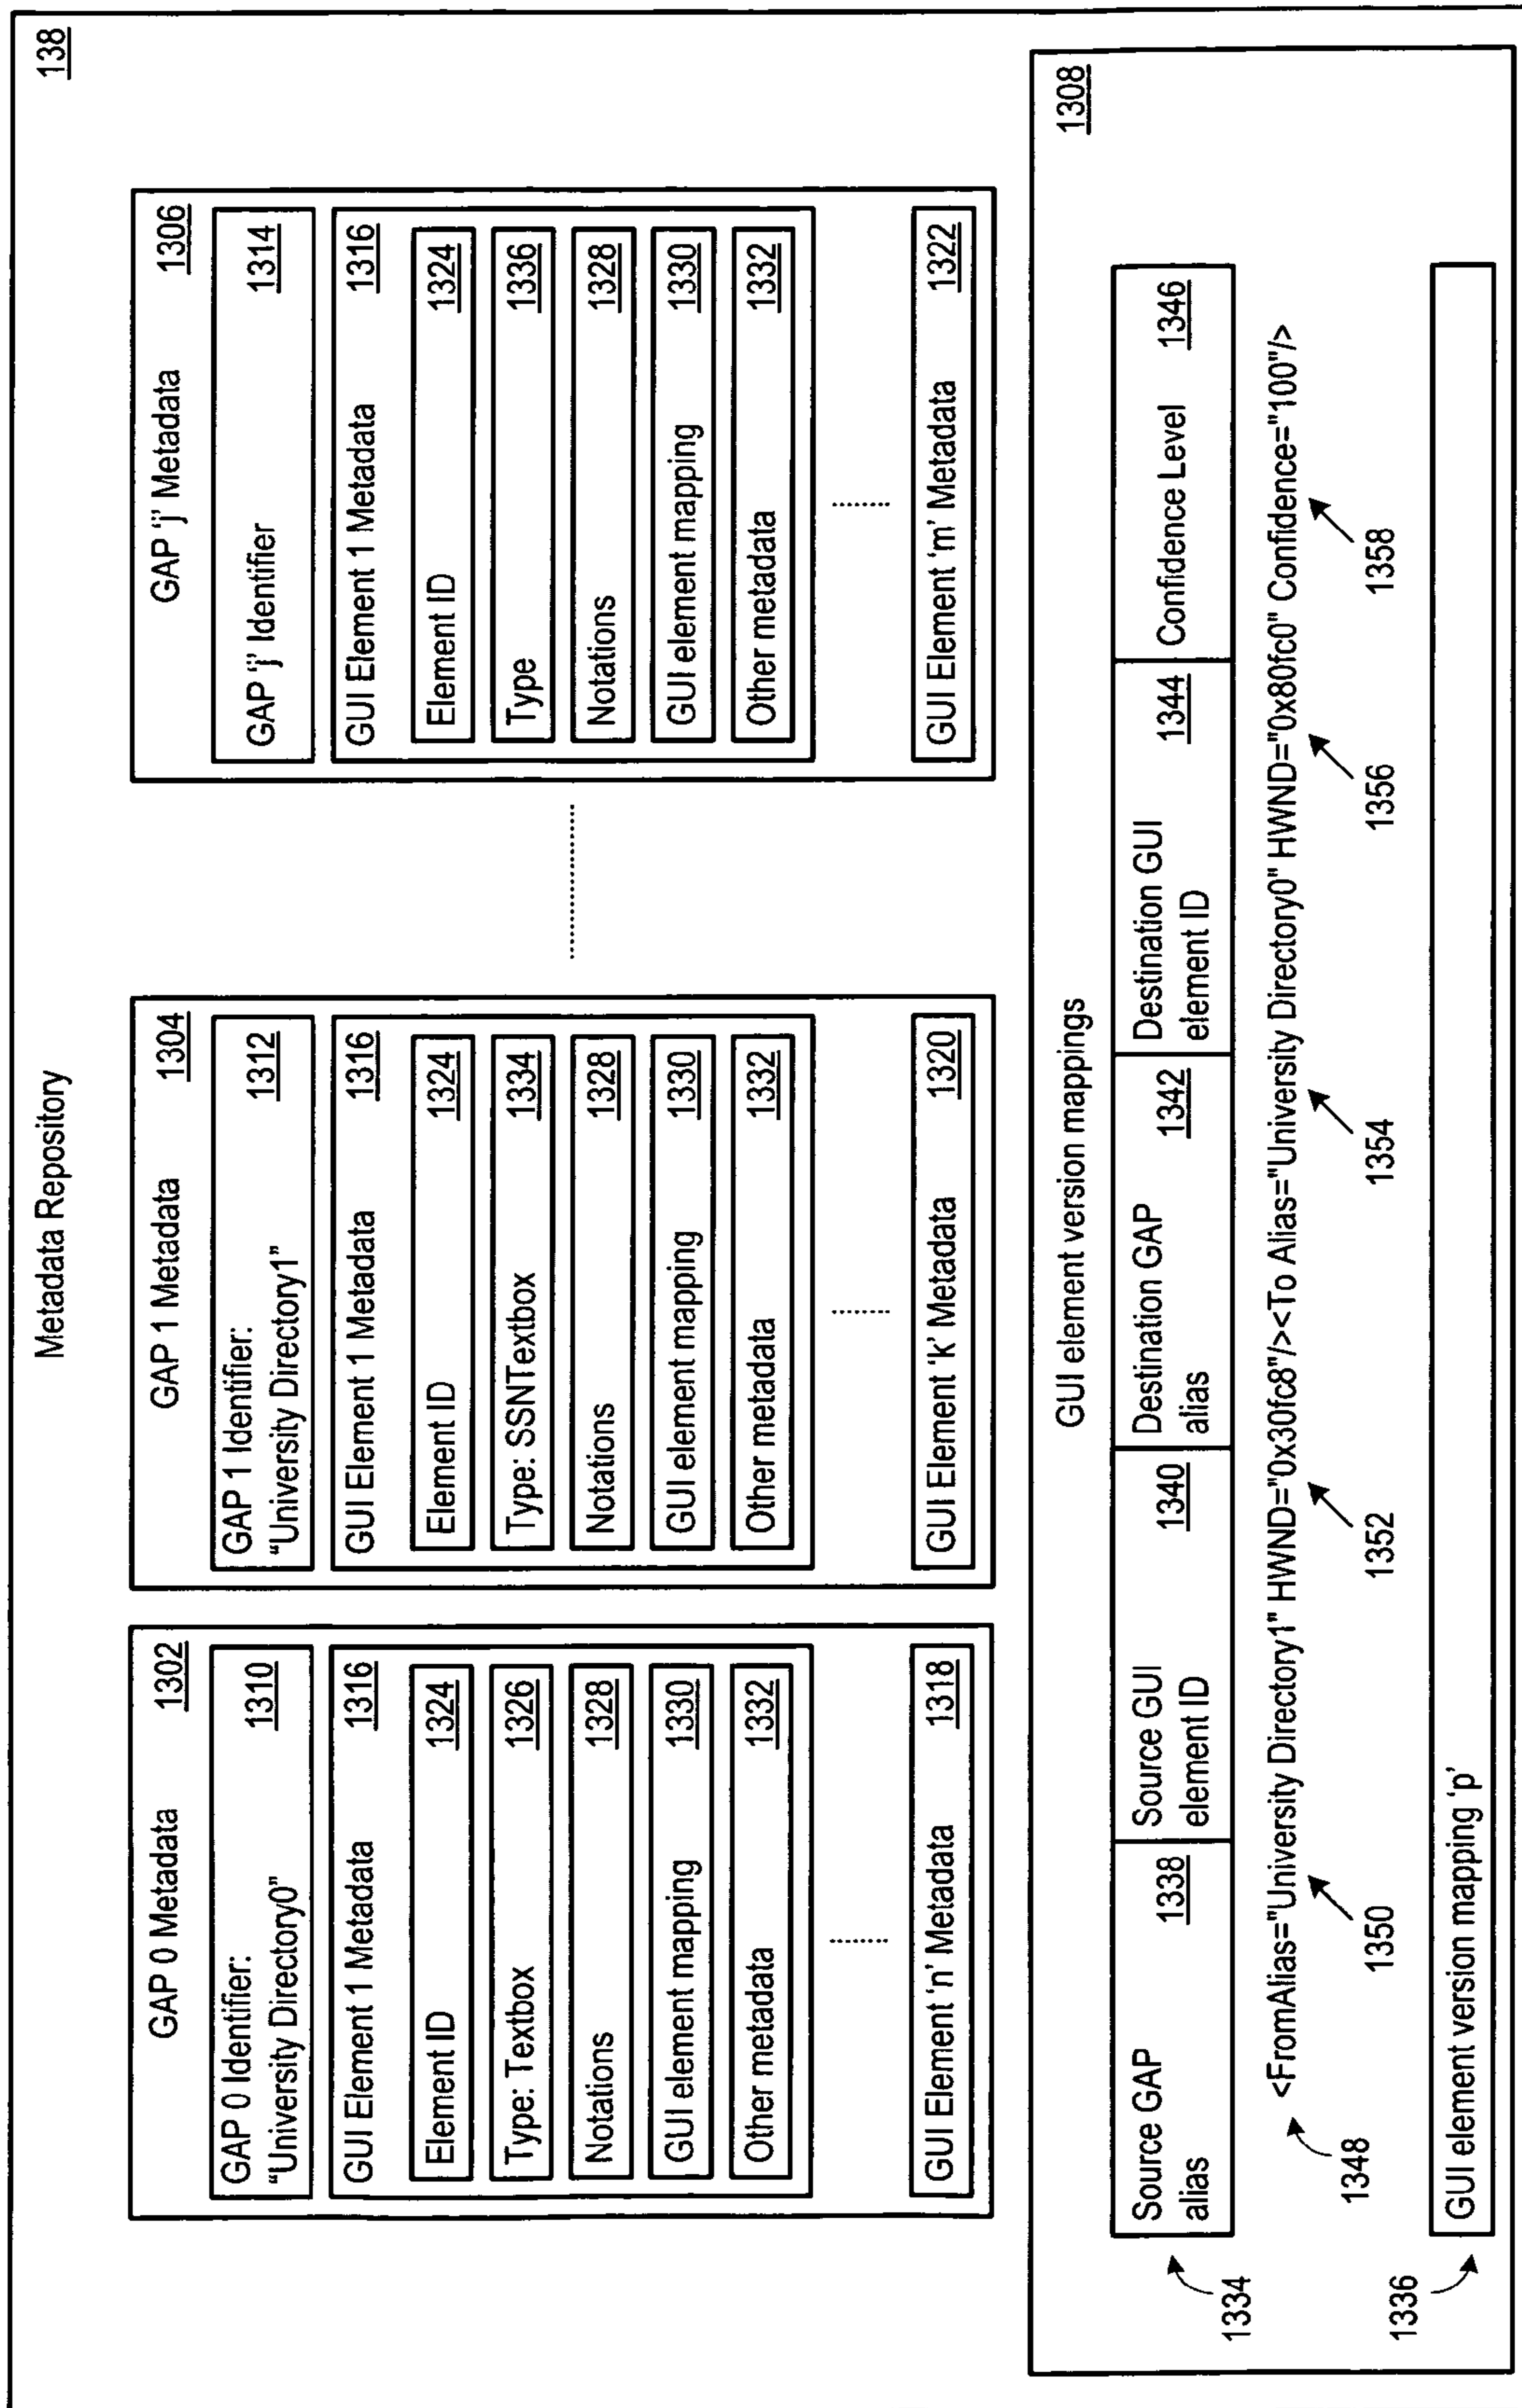 Metadata Repository
138
GAP 0 Metadata 1302
GAP 0 Identifier: 1310
“University Directory0”
GUI Element 1 Metadata 1316
Element ID 1324
Type: Textbox 1326
Notations 1328
GUI element mapping 1330
Other metadata 1332
GUI Element ‘n’ Metadata 1318
GAP 1 Metadata 1304
GAP 1 Identifier: 1312
“University Directory1”
GUI Element 1 Metadata 1316
Element ID 1324
Type: SSNTextbox 1334
Notations 1328
GUI element mapping 1330
Other metadata 1332
GUI Element ‘k’ Metadata 1320
GAP ‘j’ Metadata 1306
GAP ‘j’ Identifier 1314
GUI Element 1 Metadata 1316
Element ID 1324
Type 1336
Notations 1328
GUI element mapping 1330
Other metadata 1332
GUI Element ‘m’ Metadata 1322
GUI element version mappings
1308
1334
Source GAP 1338
alias
Source GUI 1340
element ID
Destination GAP 1342
alias
Destination GUI 1344
element ID
Confidence Level 1346
<FromAlias="University Directory1" HWND="0x30fc8"/><To Alias="University Directory0" HWND="0x80fc0" Confidence="100"/>
1348
1350
1352
1354
1356
1358
1336
GUI element version mapping ‘p’